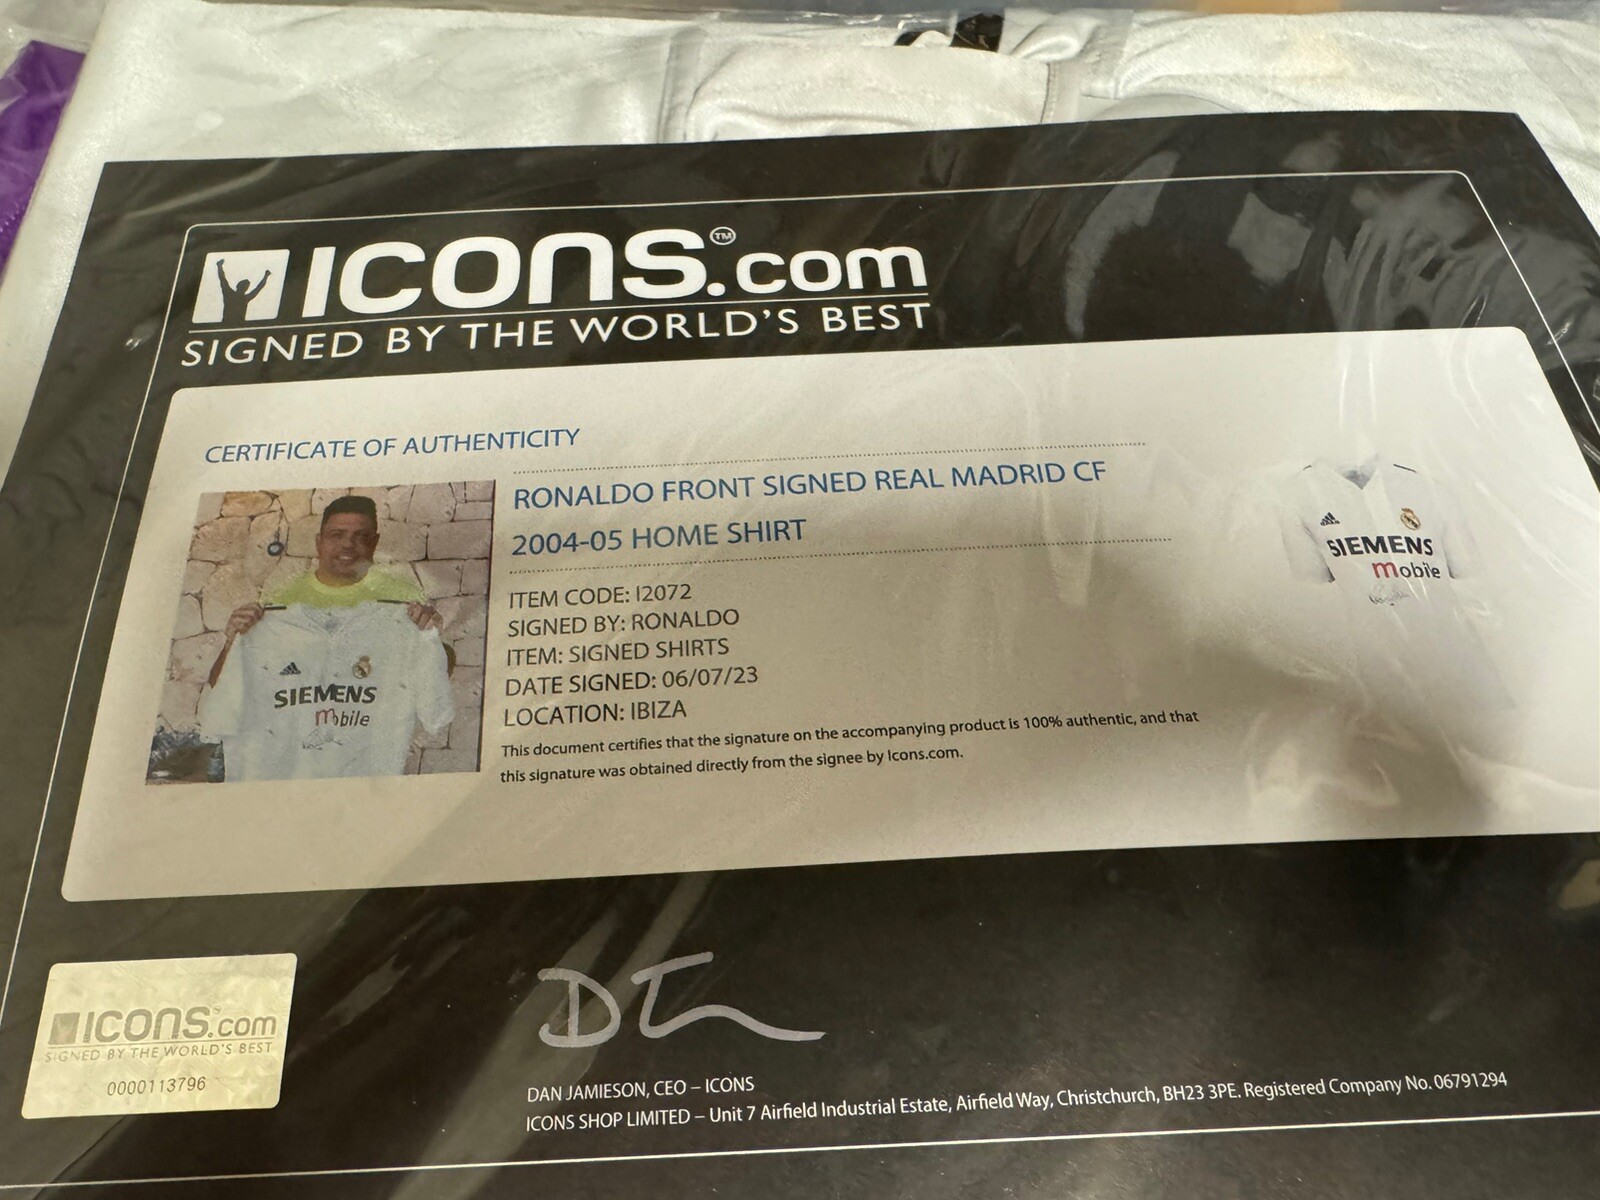 ICONS.com™
SIGNED BY THE WORLD'S BEST
CERTIFICATE OF AUTHENTICITY
RONALDO FRONT SIGNED REAL MADRID CF
2004-05 HOME SHIRT
ITEM CODE: I2072
SIGNED BY: RONALDO
ITEM: SIGNED SHIRTS
DATE SIGNED: 06/07/23
LOCATION: IBIZA
This document certifies that the signature on the accompanying product is 100% authentic, and that
this signature was obtained directly from the signee by Icons.com.
SIEMENS
mobile
SIEMENS
mobile
ICONS.com
SIGNED BY THE WORLD'S BEST
0000113796
DAN JAMIESON, CEO – ICONS
ICONS SHOP LIMITED – Unit 7 Airfield Industrial Estate, Airfield Way, Christchurch, BH23 3PE. Registered Company No. 06791294